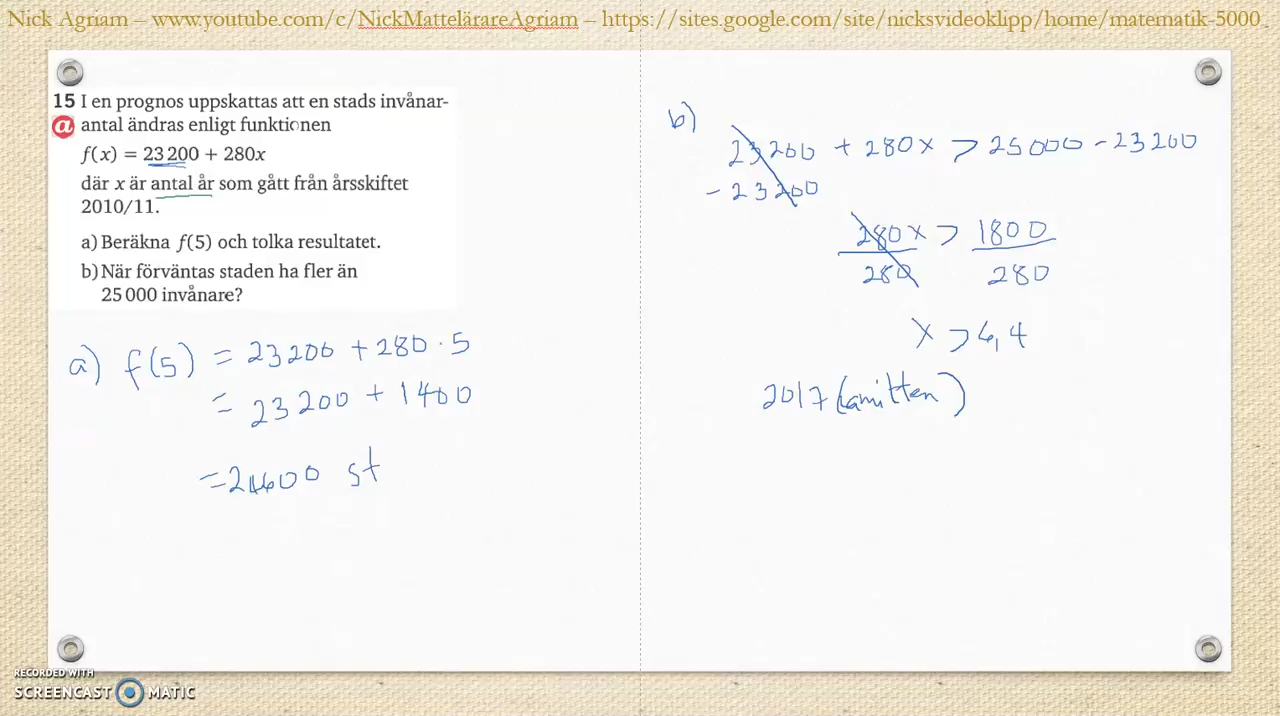 Nick Agriam – www.youtube.com/c/NickMattelärareAgriam – https://sites.google.com/site/nicksvideoklipp/home/matematik-5000
15 I en prognos uppskattas att en stads invånar-
a antal ändras enligt funktionen
f(x) = 23 200 + 280x
där x är antal år som gått från årsskiftet
2010/11.
a) Beräkna f(5) och tolka resultatet.
b) När förväntas staden ha fler än
25 000 invånare?
a) f(5) = 23200 + 280 · 5
= 23200 + 1400
= 24600 st
b)
23200 + 280x > 25000 - 23200
- 23200
280x > 1800
280 280
x > 6,4
2017 (i mitten)
RECORDED WITH
SCREENCAST MATIC